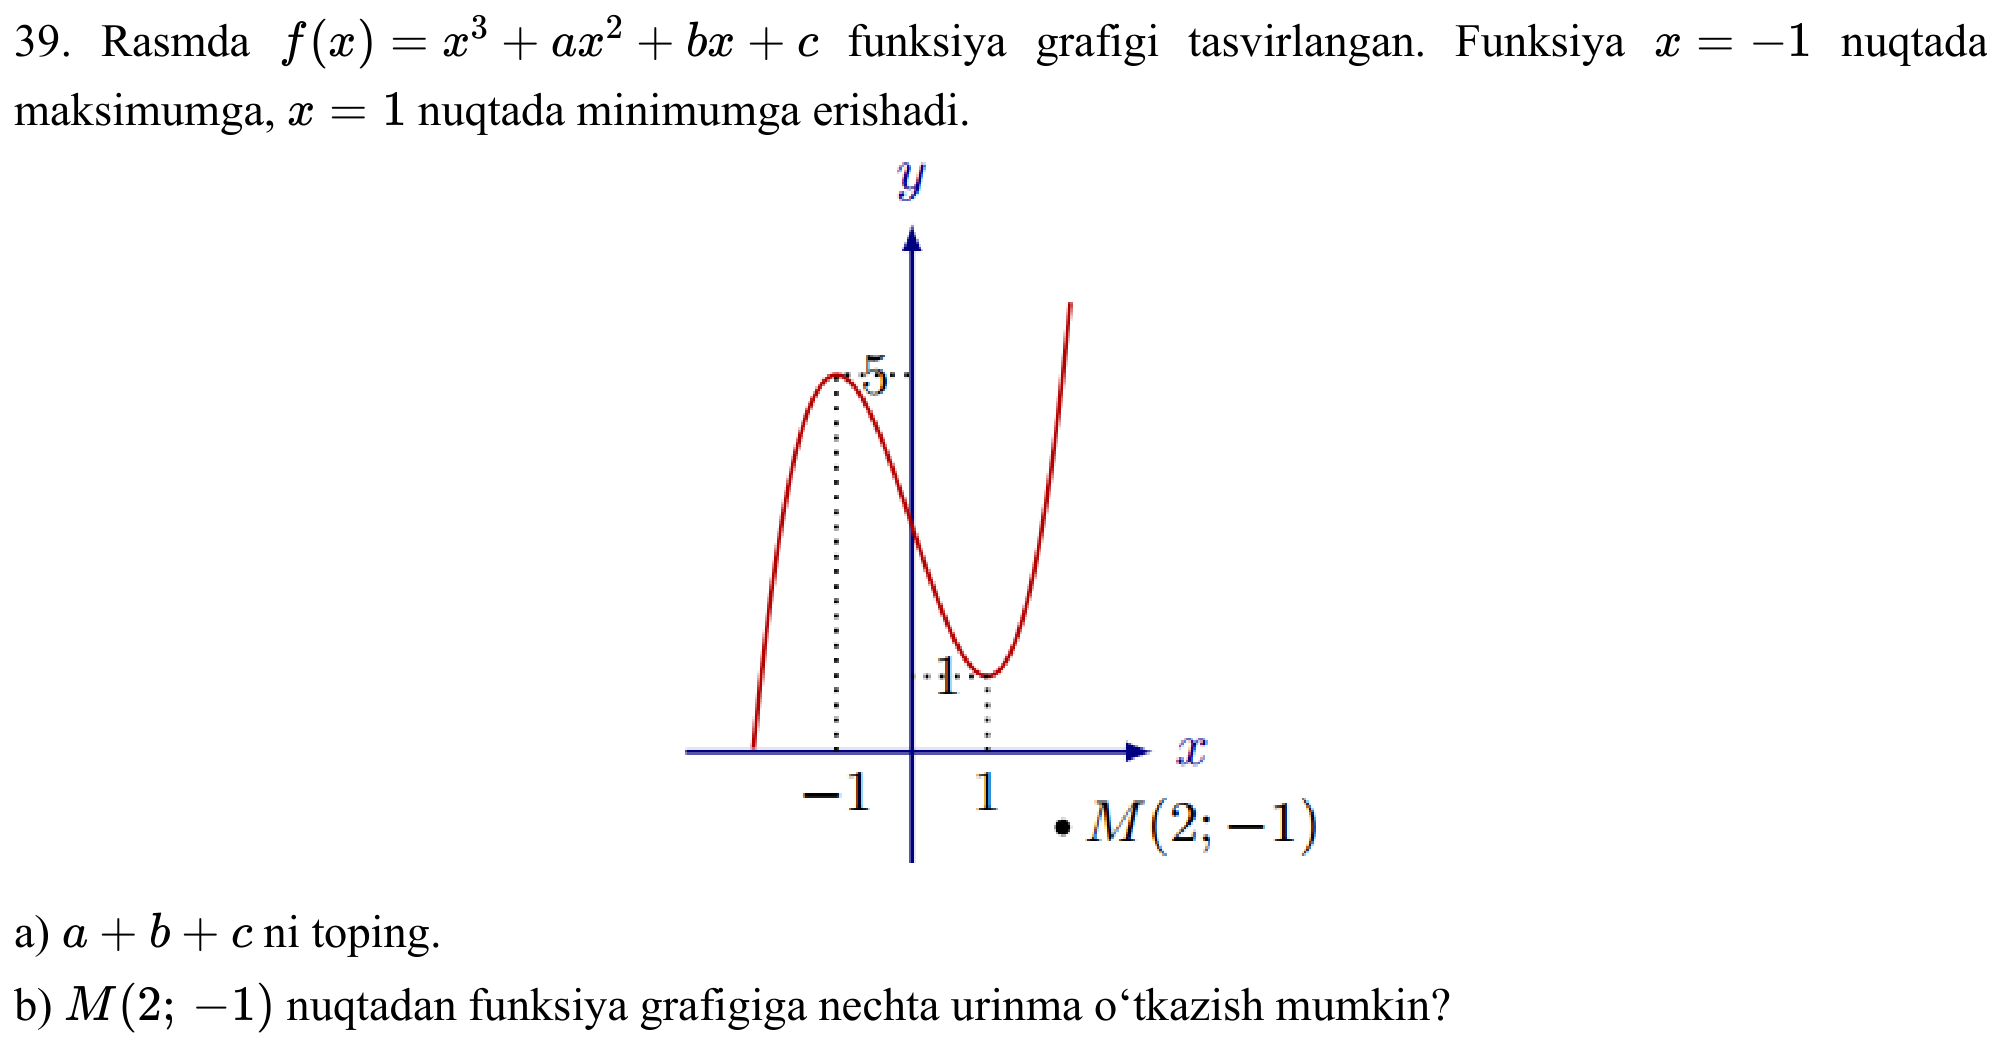 39. Rasmda f(x) = x³ + ax² + bx + c funksiya grafigi tasvirlangan. Funksiya x = −1 nuqtada
maksimumga, x = 1 nuqtada minimumga erishadi.
y
5
1
x
−1 1
M(2; −1)
a) a + b + c ni toping.
b) M(2; −1) nuqtadan funksiya grafigiga nechta urinma o‘tkazish mumkin?